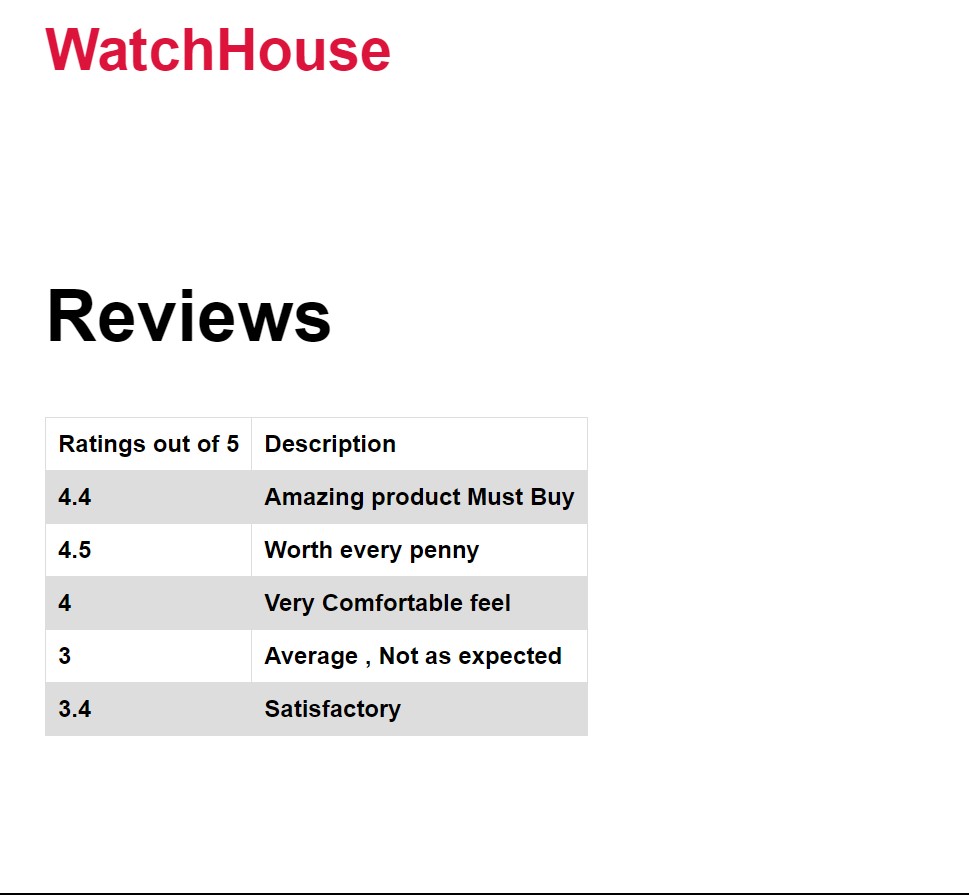 WatchHouse
Reviews
Ratings out of 5 Description
4.4 Amazing product Must Buy
4.5 Worth every penny
4 Very Comfortable feel
3 Average , Not as expected
3.4 Satisfactory